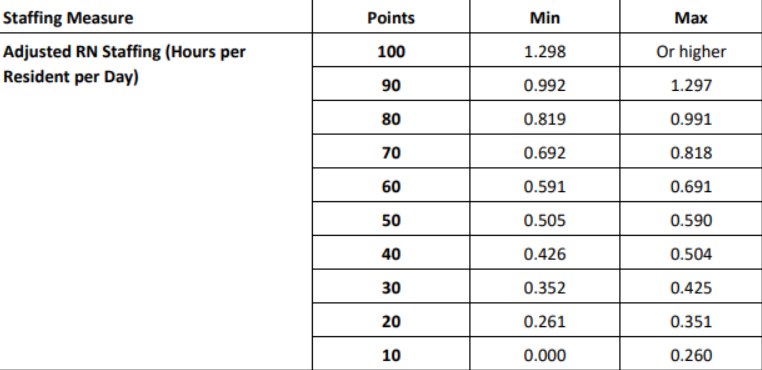 Staffing Measure Points Min Max
Adjusted RN Staffing (Hours per 100 1.298 Or higher
Resident per Day)
90 0.992 1.297
80 0.819 0.991
70 0.692 0.818
60 0.591 0.691
50 0.505 0.590
40 0.426 0.504
30 0.352 0.425
20 0.261 0.351
10 0.000 0.260